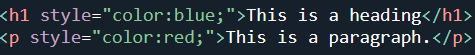 <h1 style="color:blue;">This is a heading</h1>
<p style="color:red;">This is a paragraph.</p>